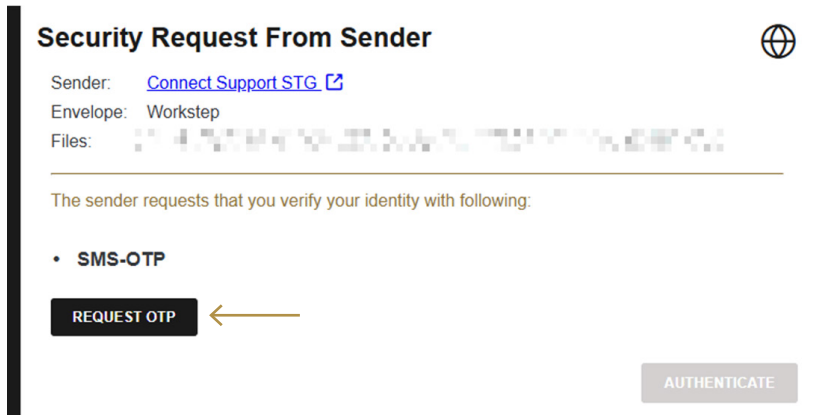 Security Request From Sender
Sender: Connect Support STG
Envelope: Workstep
Files:
The sender requests that you verify your identity with following:
• SMS-OTP
REQUEST OTP
AUTHENTICATE